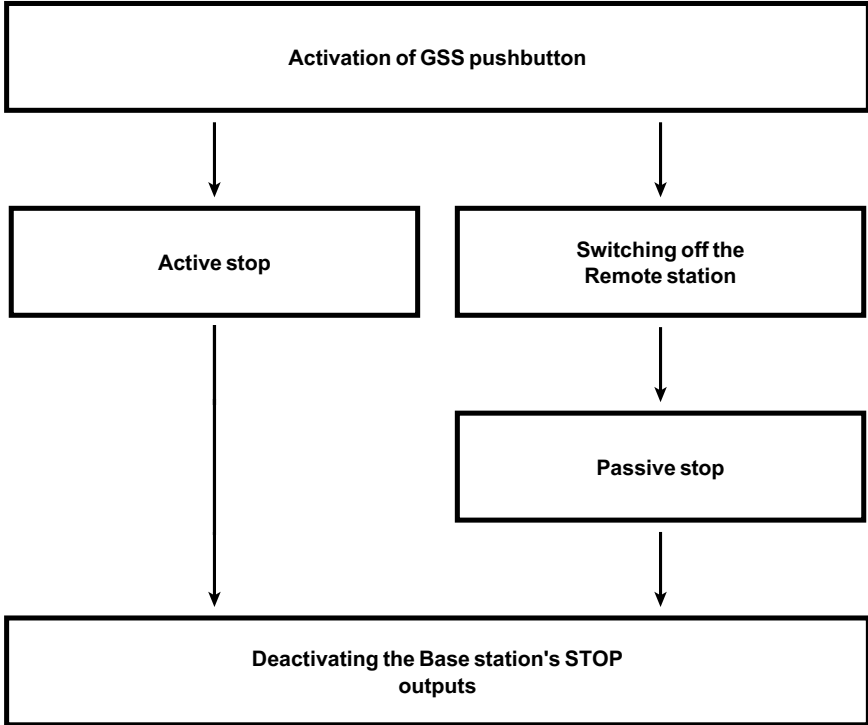 Activation of GSS pushbutton
Active stop
Switching off the
Remote station
Passive stop
Deactivating the Base station's STOP
outputs